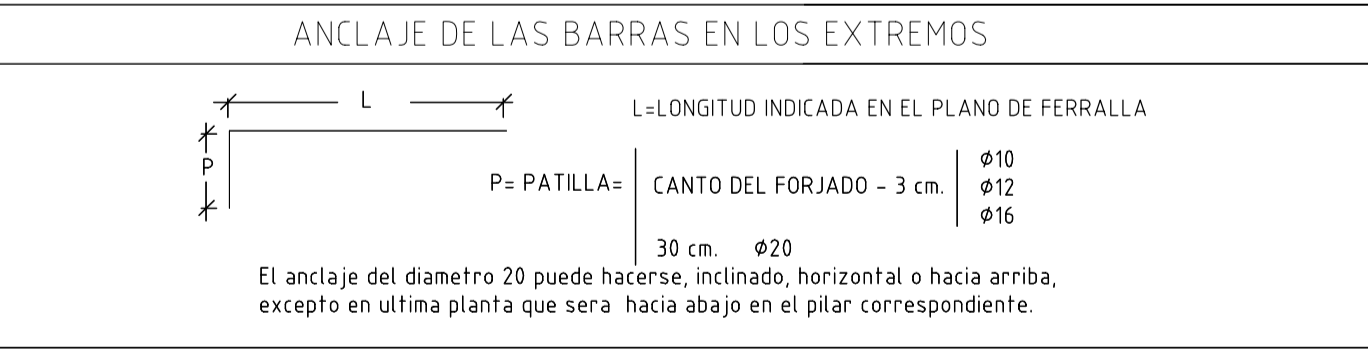 ANCLAJE DE LAS BARRAS EN LOS EXTREMOS
L
L=LONGITUD INDICADA EN EL PLANO DE FERRALLA
P
P= PATILLA=
CANTO DEL FORJADO - 3 cm.
Ø10
Ø12
Ø16
30 cm. Ø20
El anclaje del diametro 20 puede hacerse, inclinado, horizontal o hacia arriba,
excepto en ultima planta que sera hacia abajo en el pilar correspondiente.